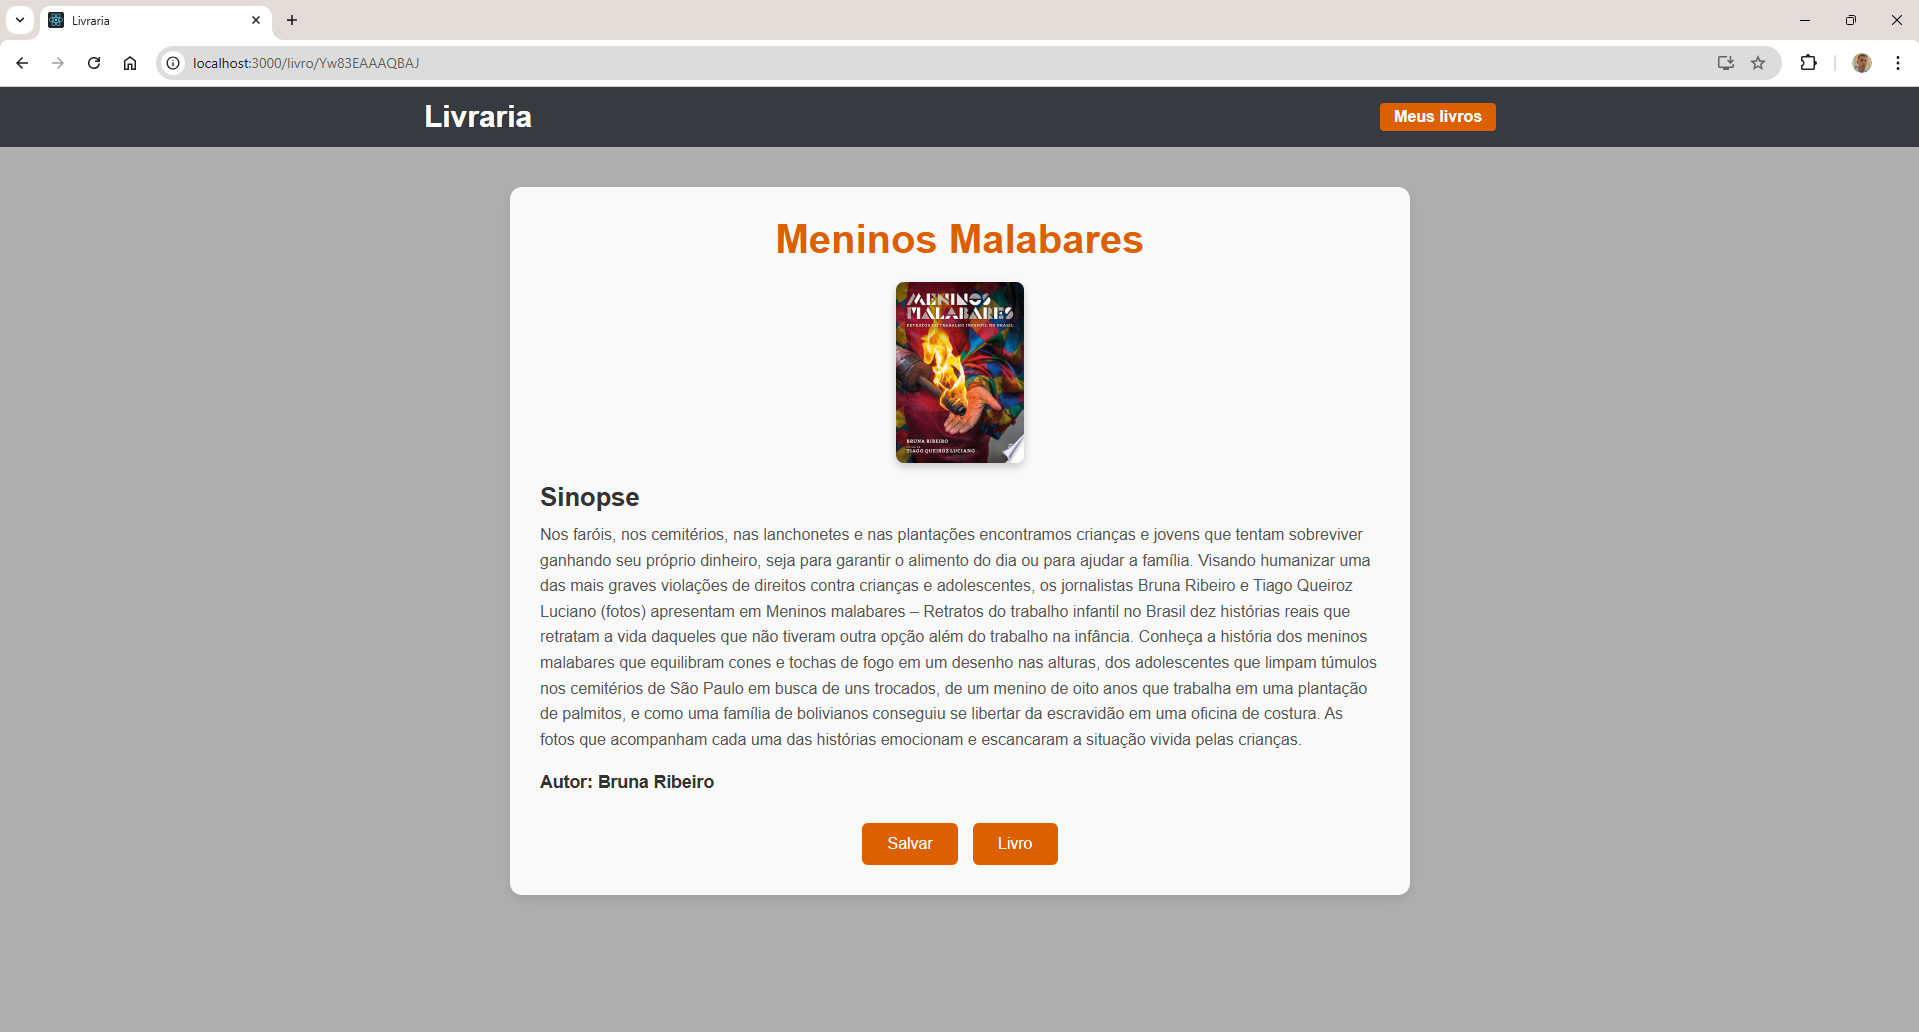 Livraria
localhost:3000/livro/Yw83EAAAQBAJ
Livraria
Meus livros
Meninos Malabares
MENINOS
MALABARES
RETRATOS DO TRABALHO INFANTIL NO BRASIL
BRUNA RIBEIRO
TIAGO QUEIROZ LUCIANO
Sinopse
Nos faróis, nos cemitérios, nas lanchonetes e nas plantações encontramos crianças e jovens que tentam sobreviver
ganhando seu próprio dinheiro, seja para garantir o alimento do dia ou para ajudar a família. Visando humanizar uma
das mais graves violações de direitos contra crianças e adolescentes, os jornalistas Bruna Ribeiro e Tiago Queiroz
Luciano (fotos) apresentam em Meninos malabares – Retratos do trabalho infantil no Brasil dez histórias reais que
retratam a vida daqueles que não tiveram outra opção além do trabalho na infância. Conheça a história dos meninos
malabares que equilibram cones e tochas de fogo em um desenho nas alturas, dos adolescentes que limpam túmulos
nos cemitérios de São Paulo em busca de uns trocados, de um menino de oito anos que trabalha em uma plantação
de palmitos, e como uma família de bolivianos conseguiu se libertar da escravidão em uma oficina de costura. As
fotos que acompanham cada uma das histórias emocionam e escancaram a situação vivida pelas crianças.
Autor: Bruna Ribeiro
Salvar
Livro